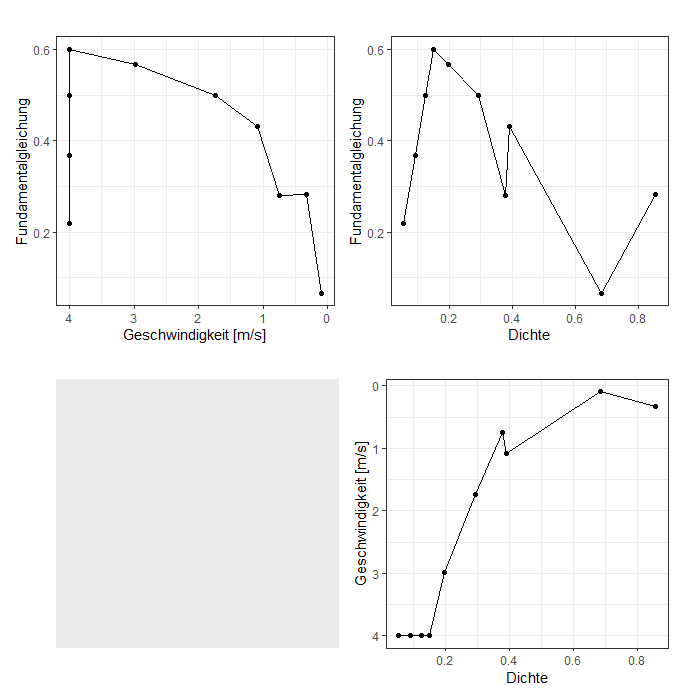 0.6
0.4
0.2
Fundamentalgleichung
4 3 2 1 0
Geschwindigkeit [m/s]
0.6
0.4
0.2
Fundamentalgleichung
0.2 0.4 0.6 0.8
Dichte
0
1
2
3
4
Geschwindigkeit [m/s]
0.2 0.4 0.6 0.8
Dichte